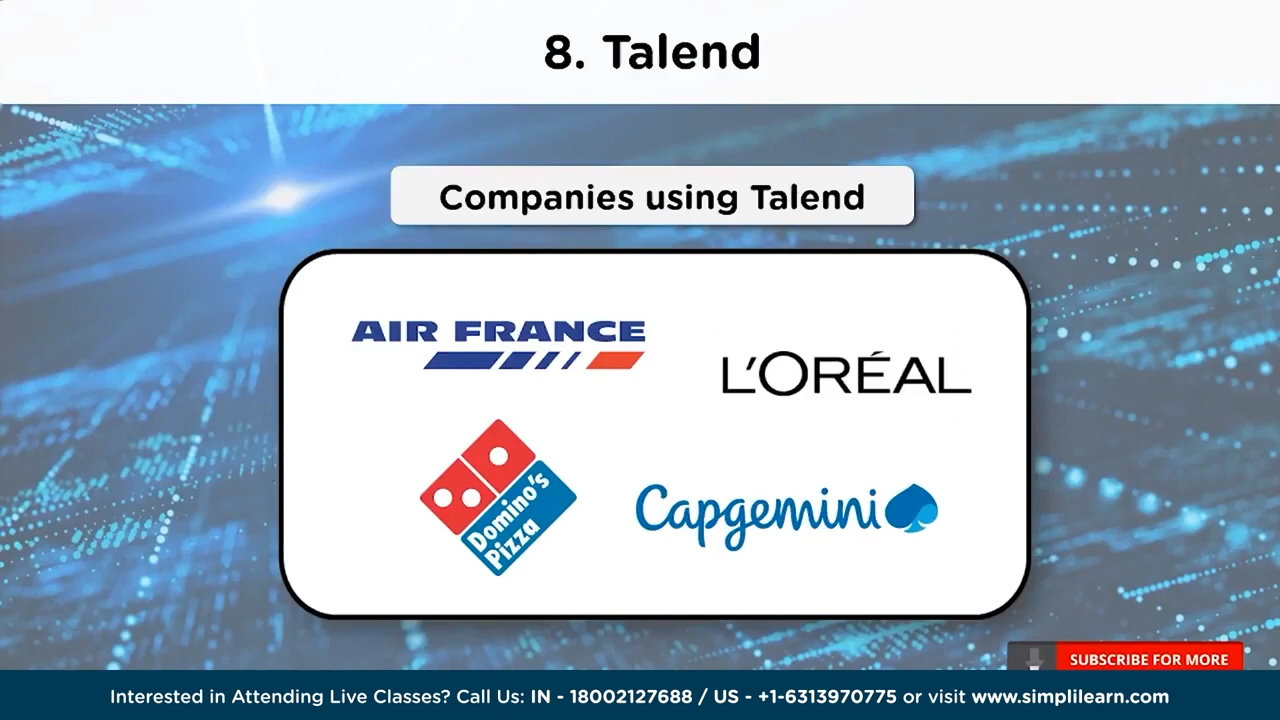 8. Talend
Companies using Talend
AIR FRANCE
L'ORÉAL
Domino's
Pizza
Capgemini
SUBSCRIBE FOR MORE
Interested in Attending Live Classes? Call Us: IN - 18002127688 / US - +1-6313970775 or visit www.simplilearn.com